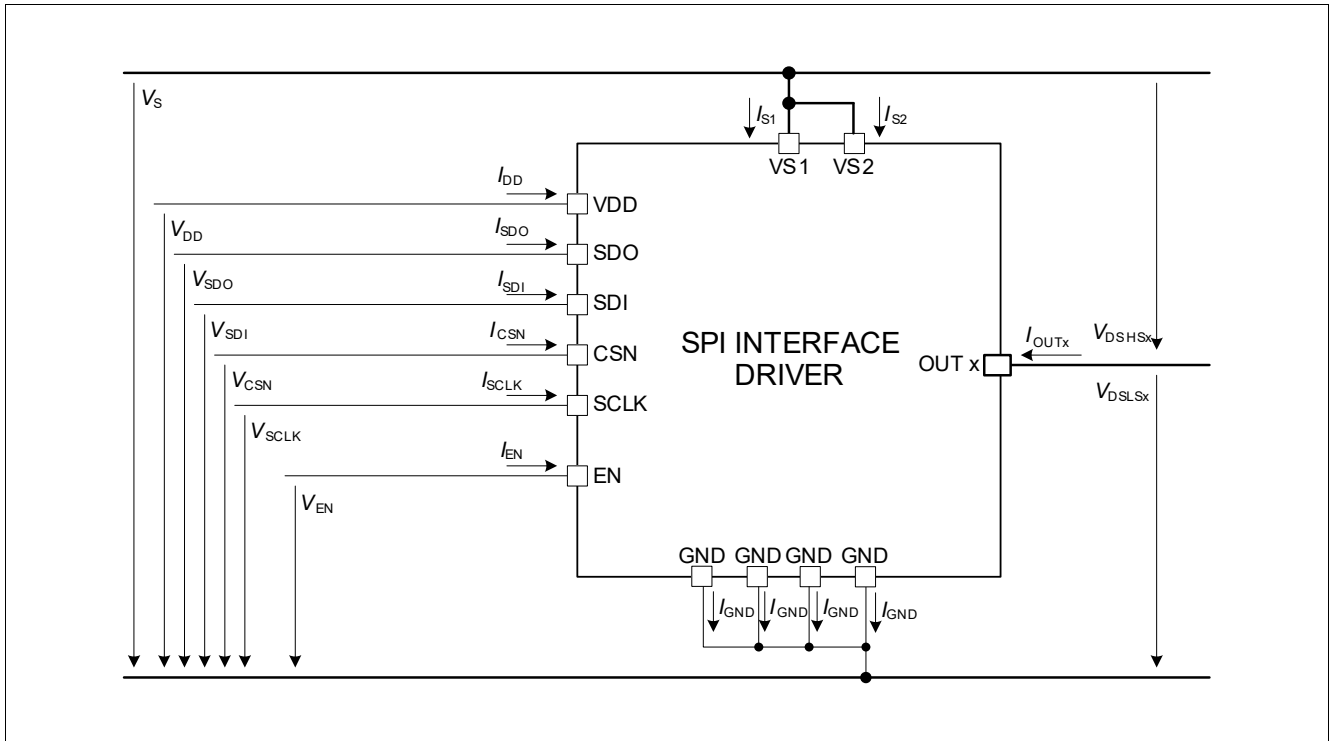 VS
IS1
IS2
VS1
VS2
IDD
VDD
VDD
ISDO
SDO
VSDO
ISDI
SDI
VSDI
ICSN
CSN
VCSN
ISCLK
SCLK
VSCLK
IEN
EN
VEN
SPI INTERFACE
DRIVER
OUT x
IOUTx
VDSHSx
VDSLSx
GND GND GND GND
IGND IGND IGND IGND